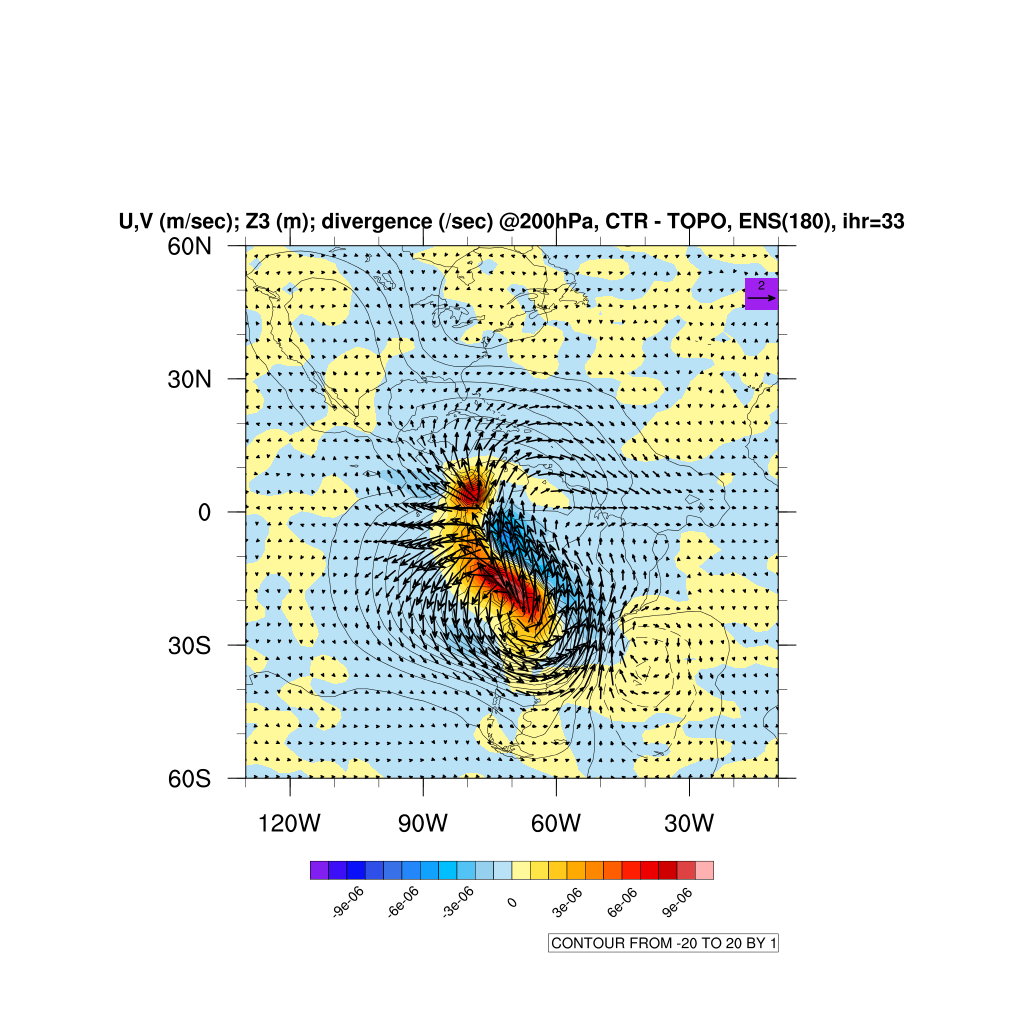 U,V (m/sec); Z3 (m); divergence (/sec) @200hPa, CTR - TOPO, ENS(180), ihr=33
60N
2
30N
0
30S
60S
120W 90W 60W 30W
-9e-06 -6e-06 -3e-06 0 3e-06 6e-06 9e-06
CONTOUR FROM -20 TO 20 BY 1